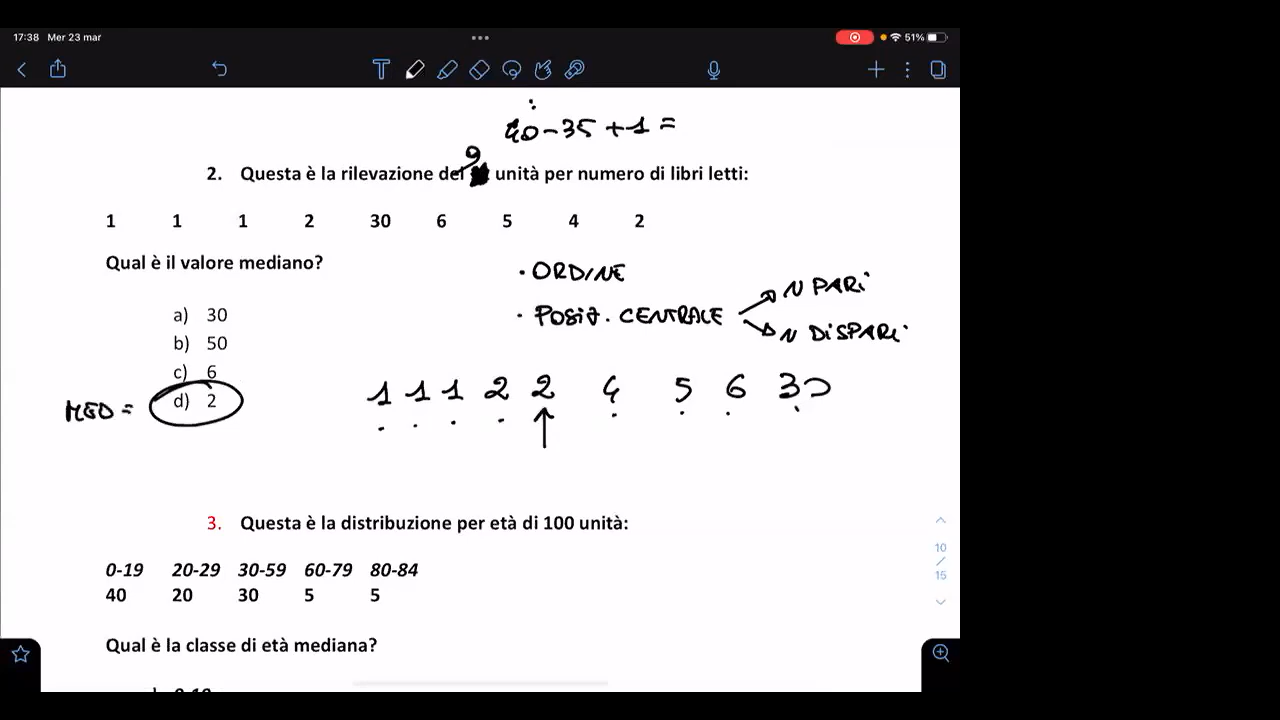 17:38 Mer 23 mar
51%
40-35+1=
9
2. Questa è la rilevazione del unità per numero di libri letti:
1 1 1 2 30 6 5 4 2
Qual è il valore mediano?
· ORDINE
· POSIZ. CENTRALE
N PARI
N DISPARI
a) 30
b) 50
c) 6
d) 2
MED =
1 1 1 2 2 4 5 6 30
3. Questa è la distribuzione per età di 100 unità:
0-19 20-29 30-59 60-79 80-84
40 20 30 5 5
Qual è la classe di età mediana?
10
/
15